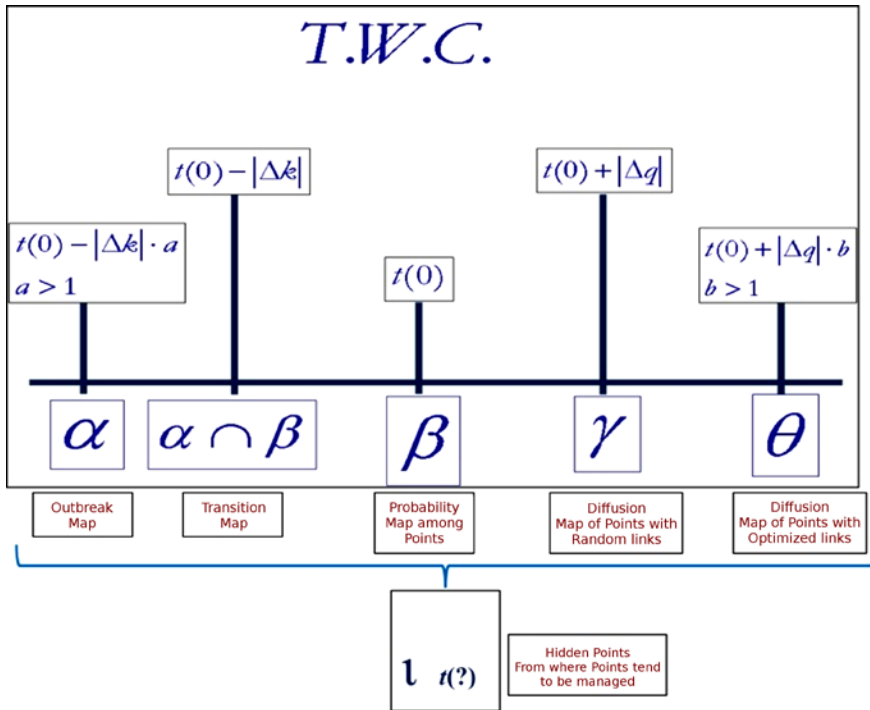 T.W.C.
t(0) − |Δk|
t(0) + |Δq|
t(0) − |Δk| · a
a > 1
t(0)
t(0) + |Δq| · b
b > 1
α
α ∩ β
β
γ
θ
Outbreak
Map
Transition
Map
Probability
Map among
Points
Diffusion
Map of Points with
Random links
Diffusion
Map of Points with
Optimized links
ι t(?)
Hidden Points
From where Points tend
to be managed